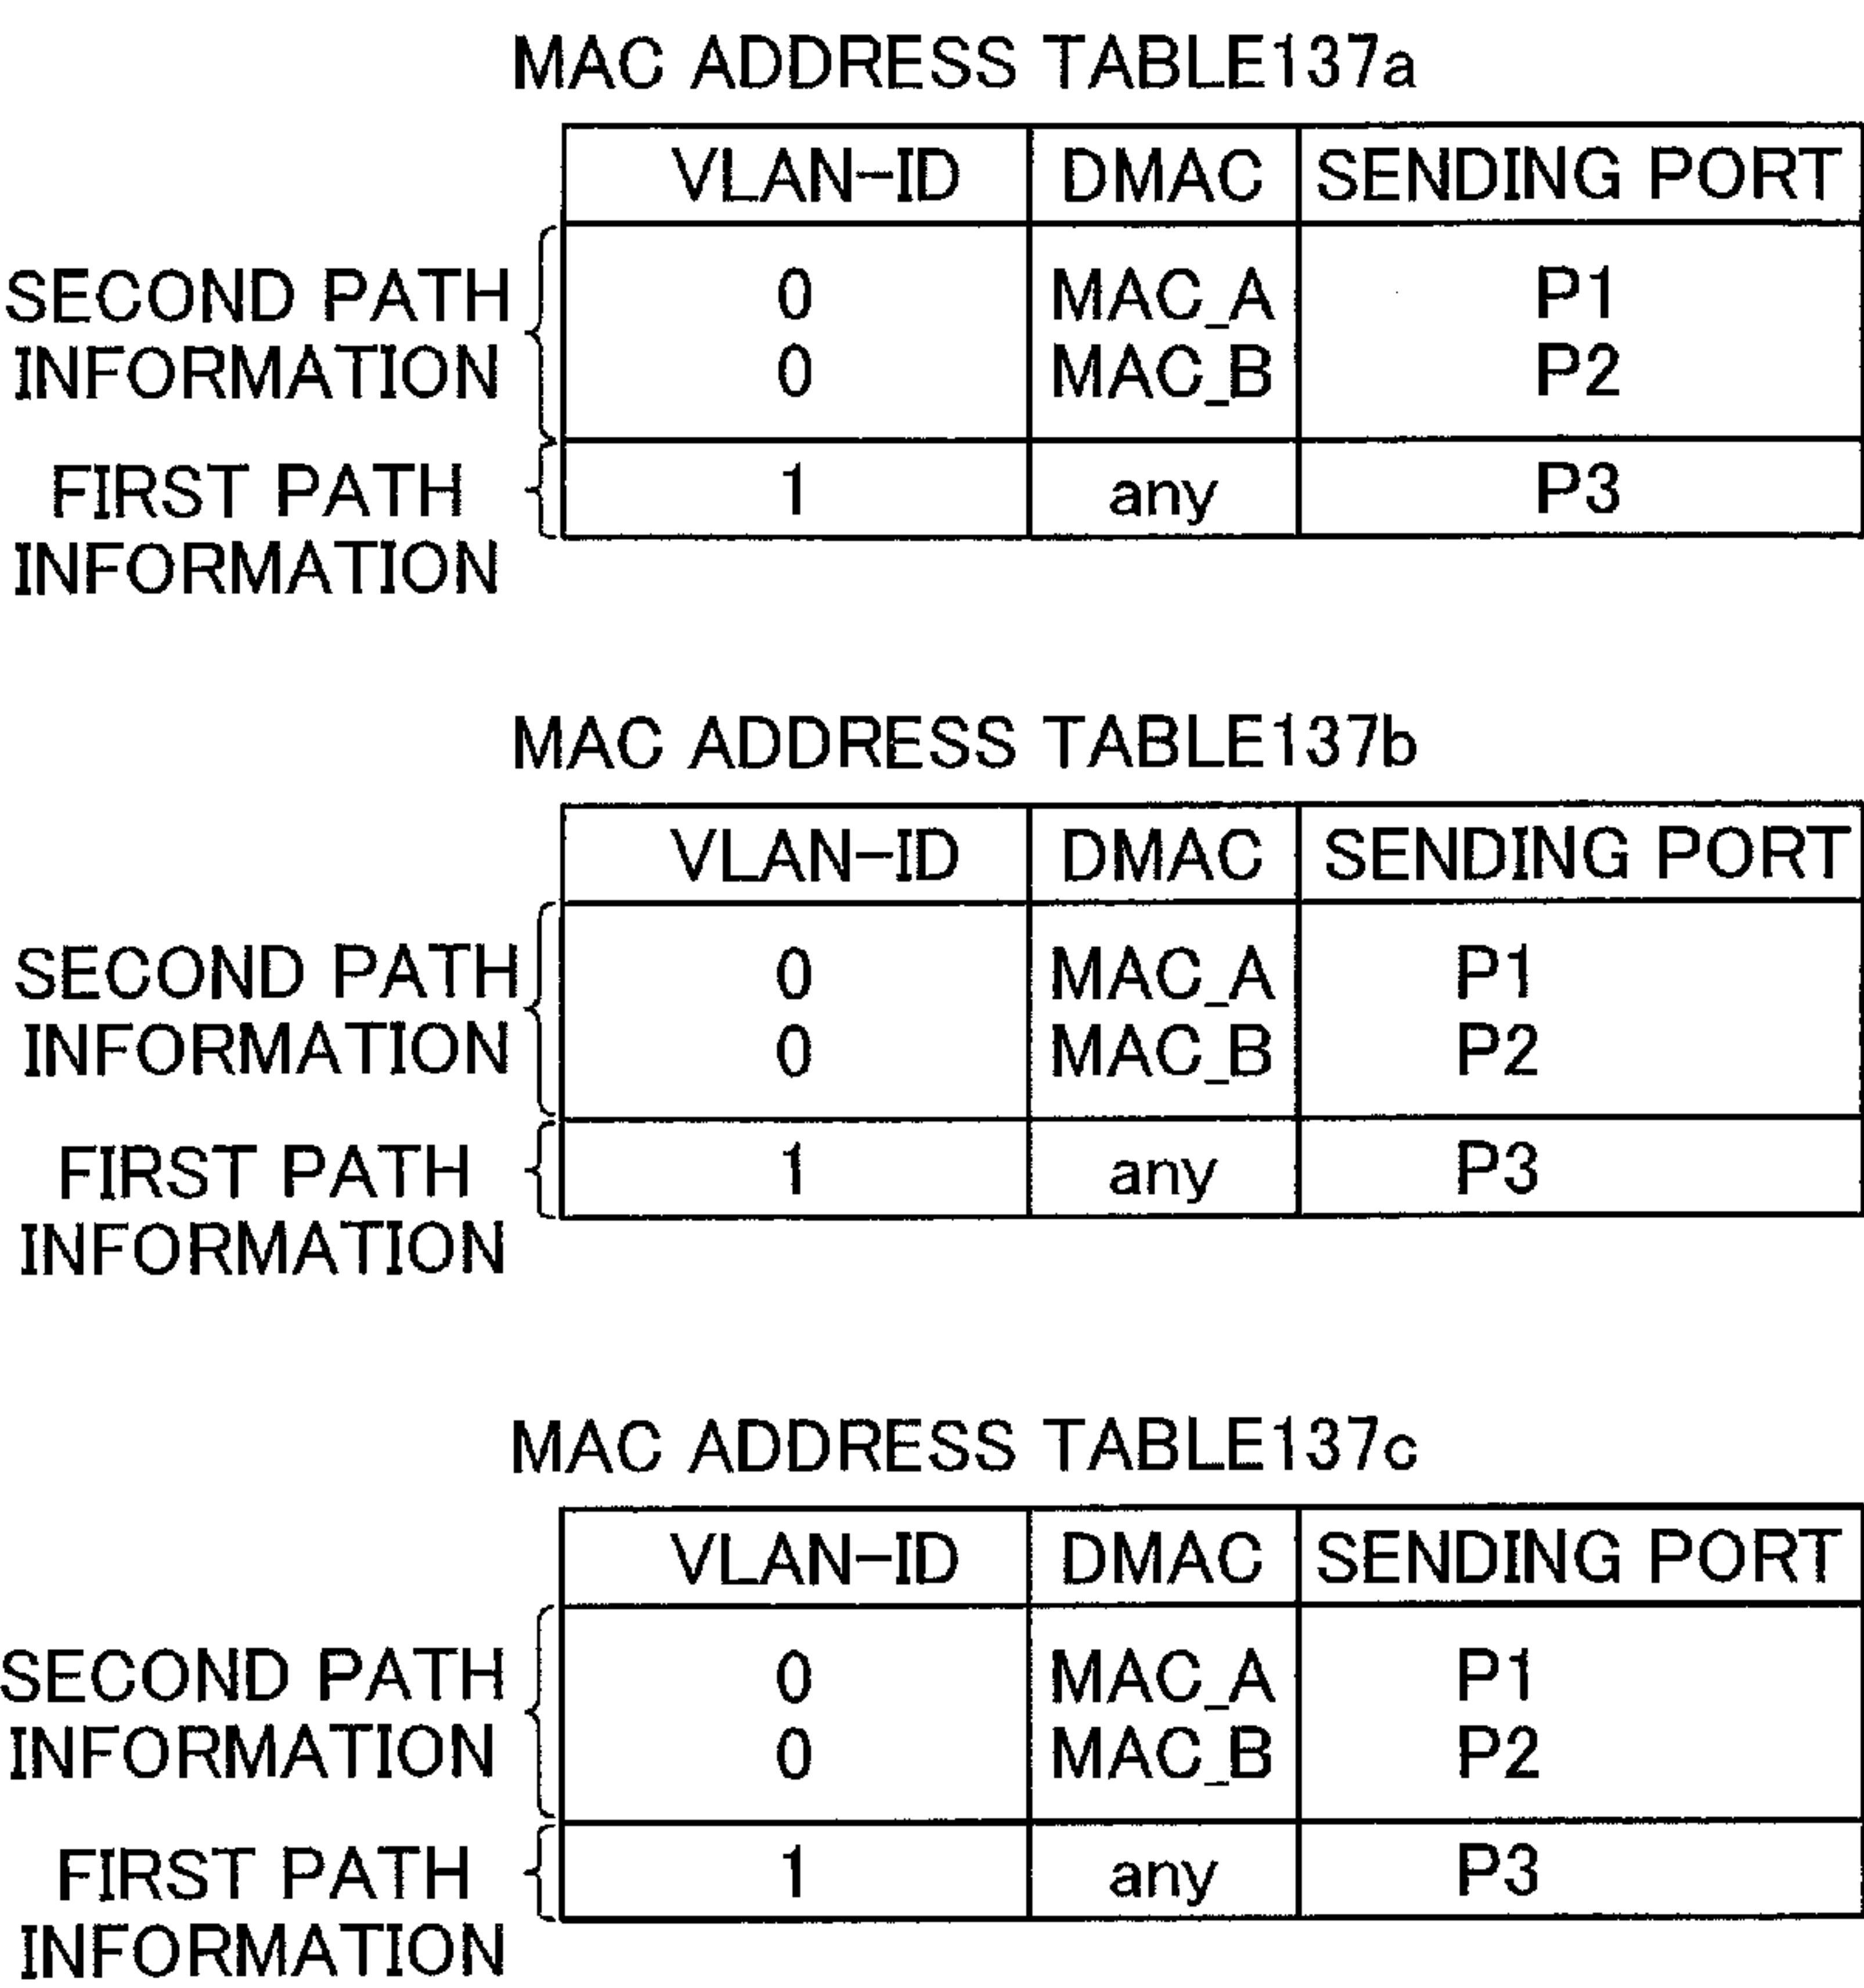 MAC ADDRESS TABLE137a
VLAN-ID DMAC SENDING PORT
SECOND PATH INFORMATION
0 MAC_A P1
0 MAC_B P2
FIRST PATH INFORMATION
1 any P3
MAC ADDRESS TABLE137b
VLAN-ID DMAC SENDING PORT
SECOND PATH INFORMATION
0 MAC_A P1
0 MAC_B P2
FIRST PATH INFORMATION
1 any P3
MAC ADDRESS TABLE137c
VLAN-ID DMAC SENDING PORT
SECOND PATH INFORMATION
0 MAC_A P1
0 MAC_B P2
FIRST PATH INFORMATION
1 any P3